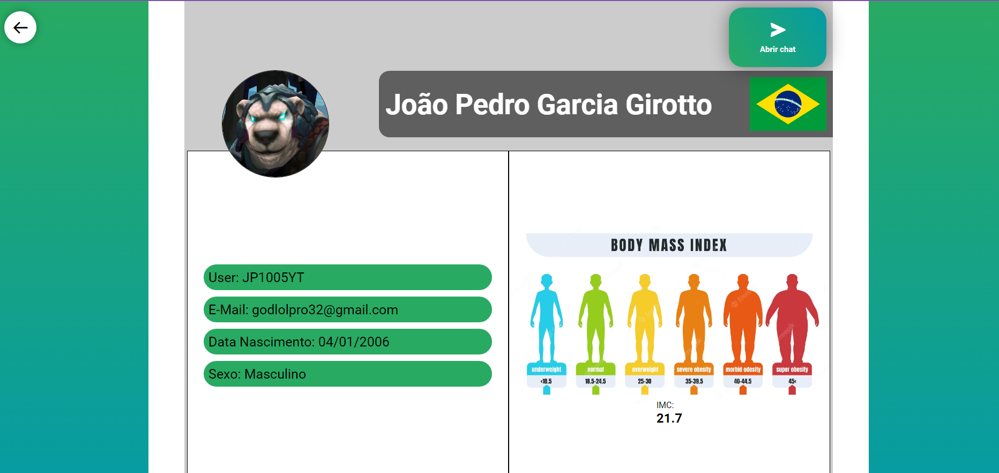 Abrir chat
João Pedro Garcia Girotto
User: JP1005YT
E-Mail: godlolpro32@gmail.com
Data Nascimento: 04/01/2006
Sexo: Masculino
BODY MASS INDEX
underweight normal overweight severe obesity morbid odesity super obesity
<18.5 18.5-24.5 25-30 35-39.5 40-44.5 45<
IMC:
21.7